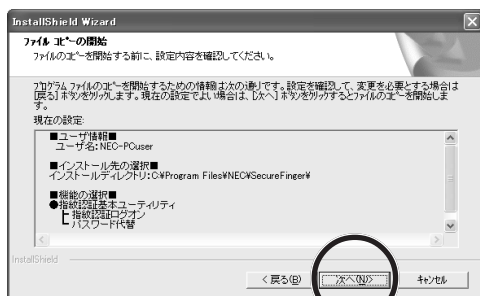 InstallShield Wizard
ファイル コピーの開始
ファイルのコピーを開始する前に、設定内容を確認してください。
プログラム ファイルのコピーを開始するための情報は次の通りです。設定を確認して、変更を必要とする場合は
[戻る] ボタンをクリックします。現在の設定でよい場合は、[次へ] ボタンをクリックするとファイルのコピーを開始しま
す。
現在の設定:
■ユーザ情報■
ユーザ名: NEC-PCuser
■インストール先の選択■
インストールディレクトリ: C:¥Program Files¥NEC¥SecureFinger¥
■機能の選択■
●指紋認証基本ユーティリティ
├ 指紋認証ログオン
└ パスワード代替
InstallShield
< 戻る(B)
次へ(N)>
キャンセル